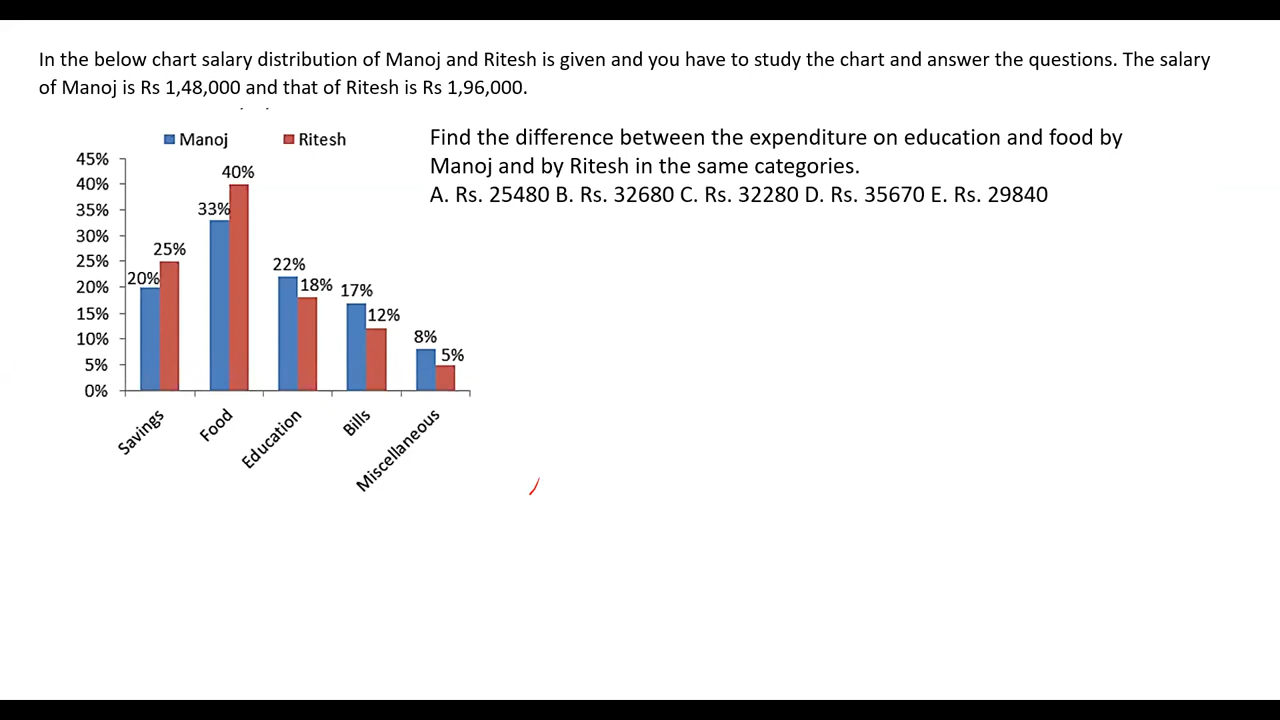 In the below chart salary distribution of Manoj and Ritesh is given and you have to study the chart and answer the questions. The salary
of Manoj is Rs 1,48,000 and that of Ritesh is Rs 1,96,000.
Manoj Ritesh
45%
40%
35%
30%
25%
20%
15%
10%
5%
0%
20%
25%
33%
40%
22%
18%
17%
12%
8%
5%
Savings
Food
Education
Bills
Miscellaneous
Find the difference between the expenditure on education and food by
Manoj and by Ritesh in the same categories.
A. Rs. 25480 B. Rs. 32680 C. Rs. 32280 D. Rs. 35670 E. Rs. 29840